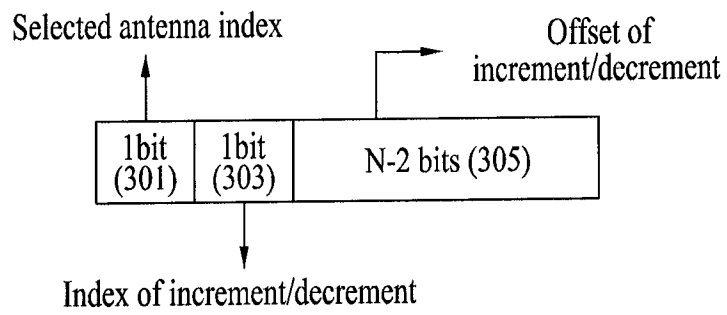 Selected antenna index
Offset of
increment/decrement
1bit
(301)
1bit
(303)
N-2 bits (305)
Index of increment/decrement